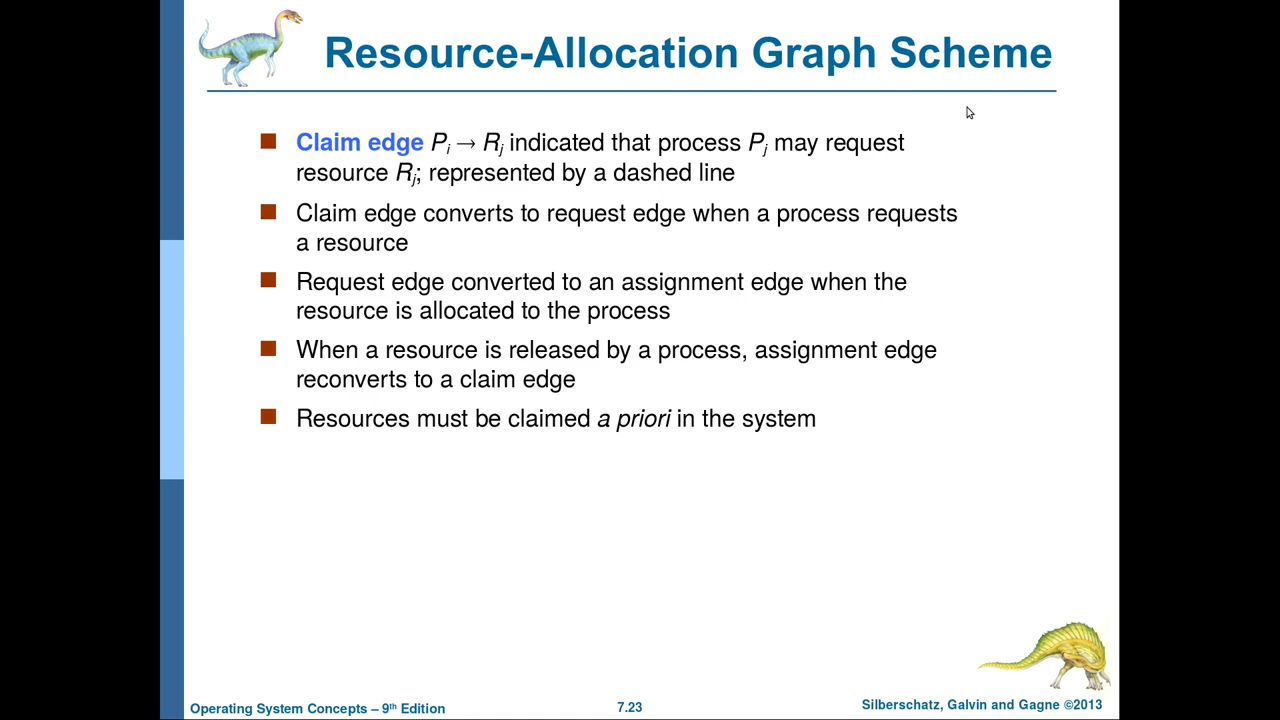 Resource-Allocation Graph Scheme
Claim edge Pi → Rj indicated that process Pj may request
resource Rj; represented by a dashed line
Claim edge converts to request edge when a process requests
a resource
Request edge converted to an assignment edge when the
resource is allocated to the process
When a resource is released by a process, assignment edge
reconverts to a claim edge
Resources must be claimed a priori in the system
Operating System Concepts – 9th Edition
7.23
Silberschatz, Galvin and Gagne ©2013